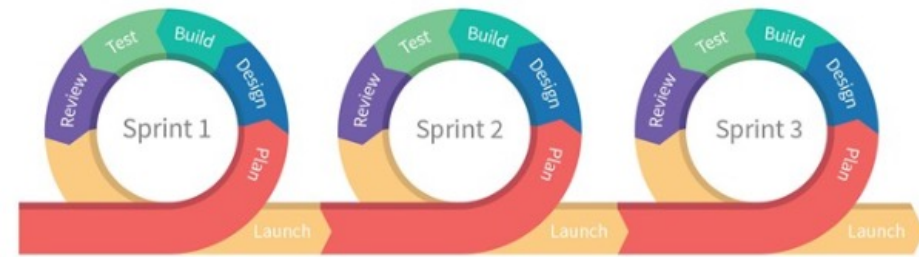 Sprint 1
Plan
Design
Build
Test
Review
Launch
Sprint 2
Plan
Design
Build
Test
Review
Launch
Sprint 3
Plan
Design
Build
Test
Review
Launch